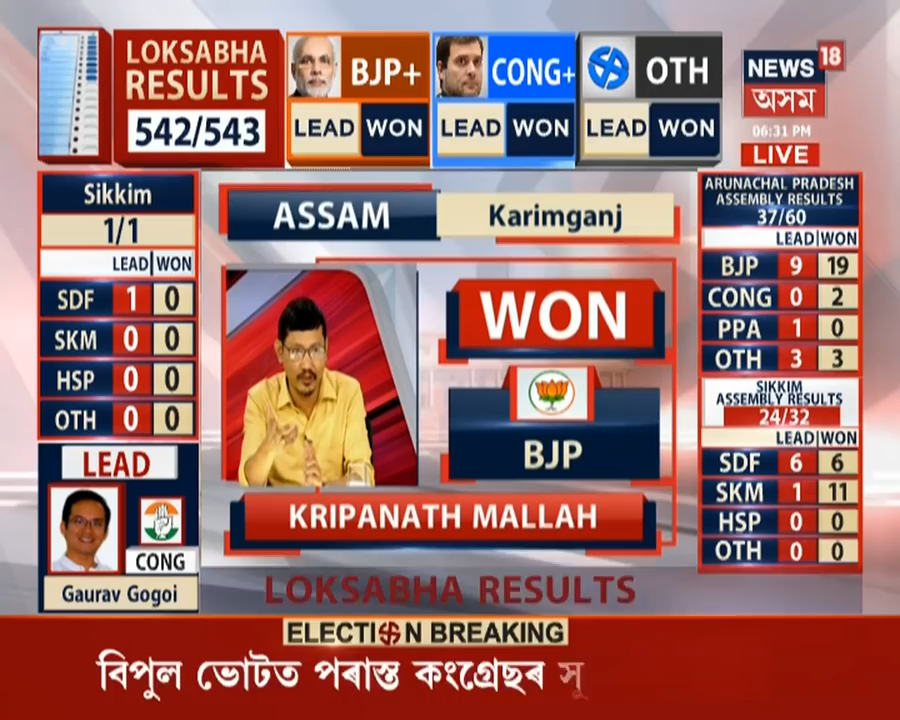 LOKSABHA
RESULTS
542/543
BJP+
LEAD WON
CONG+
LEAD WON
OTH
LEAD WON
NEWS 18
অসম
06:31 PM
LIVE
Sikkim
1/1
LEAD WON
SDF 1 0
SKM 0 0
HSP 0 0
OTH 0 0
LEAD
CONG
Gaurav Gogoi
ASSAM Karimganj
WON
BJP
KRIPANATH MALLAH
LOKSABHA RESULTS
ARUNACHAL PRADESH
ASSEMBLY RESULTS
37/60
LEAD WON
BJP 9 19
CONG 0 2
PPA 1 0
OTH 3 3
SIKKIM
ASSEMBLY RESULTS
24/32
LEAD WON
SDF 6 6
SKM 1 11
HSP 0 0
OTH 0 0
ELECTION BREAKING
বিপুল ভোটত পৰাস্ত কংগ্ৰেছৰ সূ